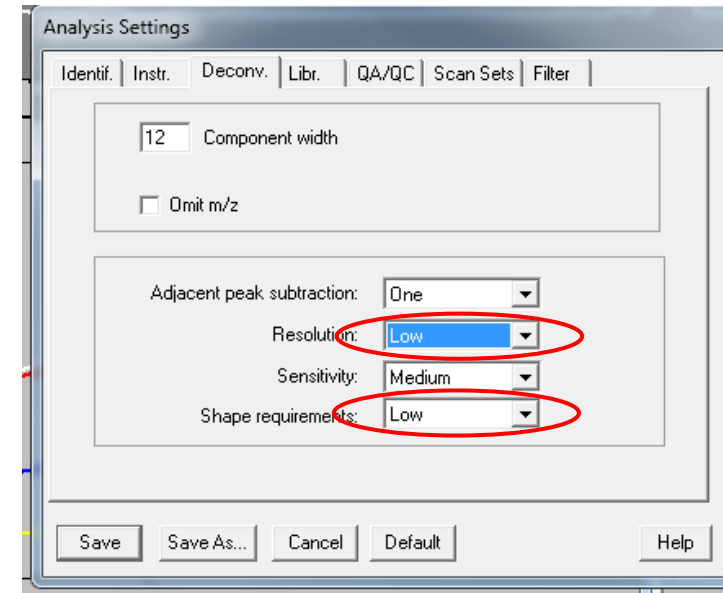 Analysis Settings
Identif. Instr. Deconv. Libr. QA/QC Scan Sets Filter
12 Component width
Omit m/z
Adjacent peak subtraction: One
Resolution: Low
Sensitivity: Medium
Shape requirements: Low
Save Save As... Cancel Default Help